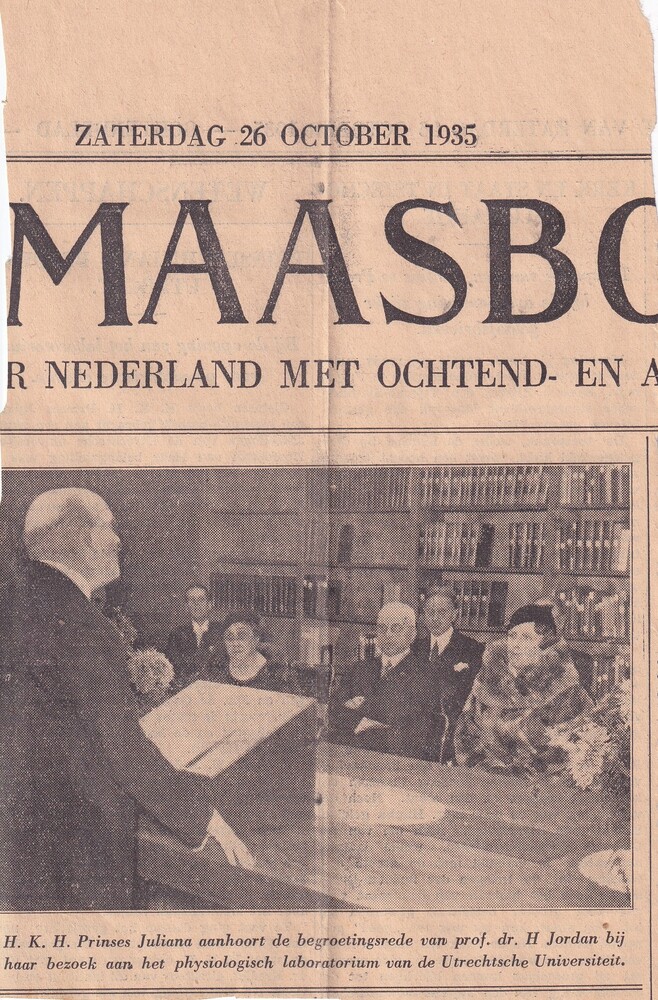 ZATERDAG 26 OCTOBER 1935
MAASBO
R NEDERLAND MET OCHTEND- EN A
H. K. H. Prinses Juliana aanhoort de begroetingsrede van prof. dr. H Jordan bij
haar bezoek aan het physiologisch laboratorium van de Utrechtsche Universiteit.